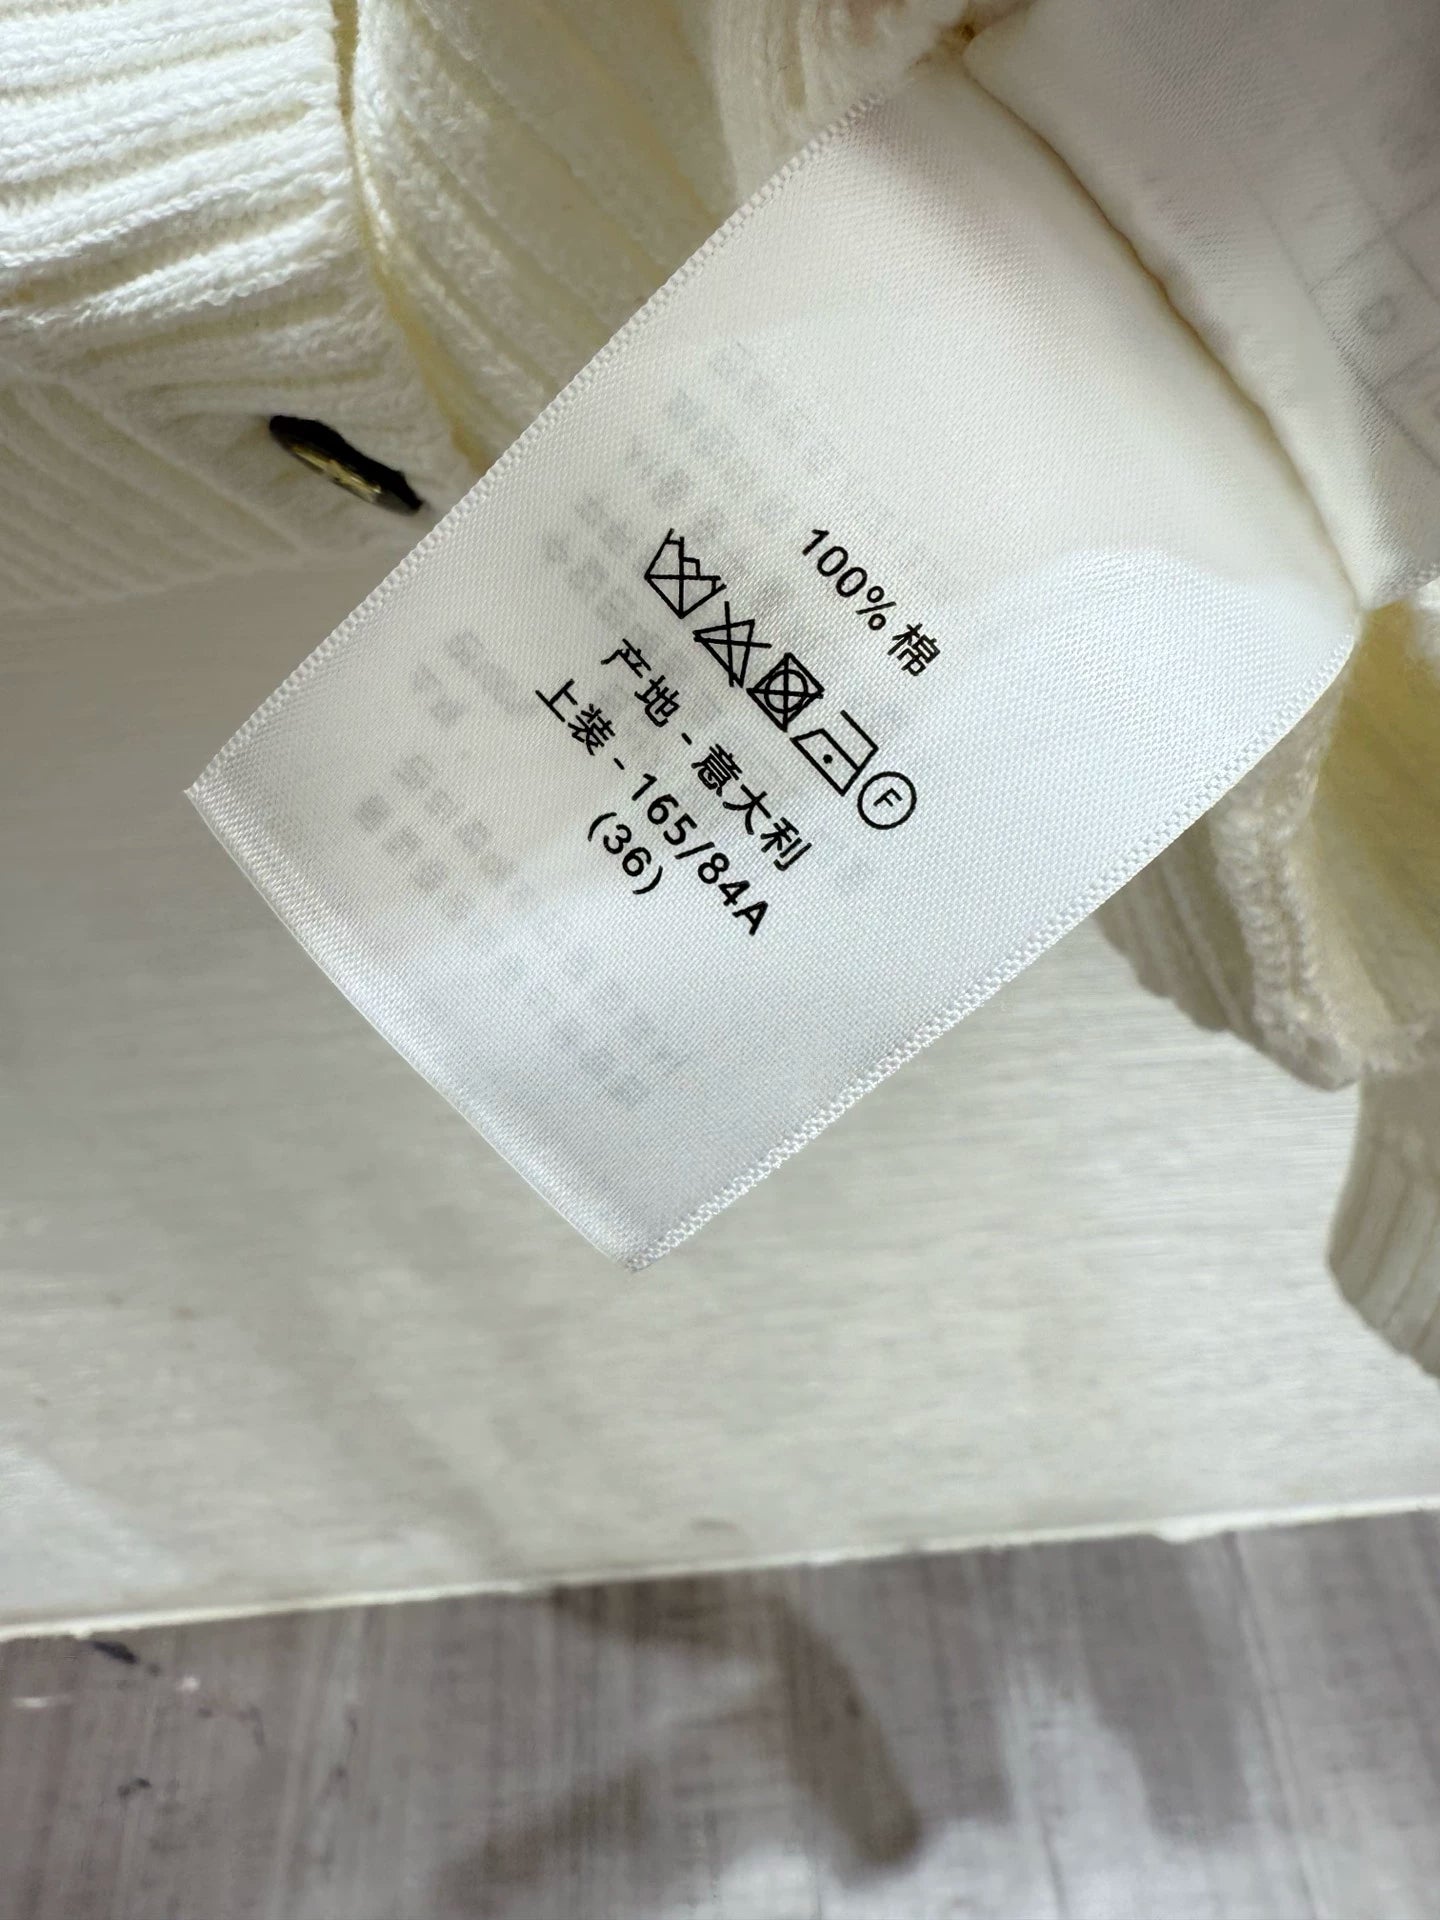 100% 棉
F
产地 - 意大利
上装 - 165/84A
(36)